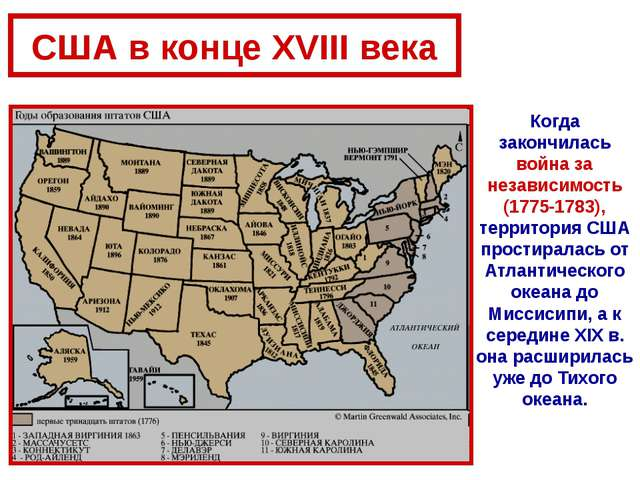 США в конце XVIII века
Годы образования штатов США
С
ВАШИНГТОН
1889
ОРЕГОН
1859
АЙДАХО
1890
МОНТАНА
1889
ВАЙОМИНГ
1890
СЕВЕРНАЯ
ДАКОТА
1889
ЮЖНАЯ
ДАКОТА
1889
НЕБРАСКА
1867
НЕВАДА
1864
ЮТА
1896
КОЛОРАДО
1876
КАНЗАС
1861
КАЛИФОРНИЯ
1850
АРИЗОНА
1912
НЬЮ-МЕКСИКО
1912
ОКЛАХОМА
1907
ТЕХАС
1845
МИННЕСОТА
1858
АЙОВА
1846
МИССУРИ
1821
АРКАНЗАС
1836
ЛУИЗИАНА
1812
ВИСКОНСИН
1848
ИЛЛИНОЙС
1818
МИЧИГАН 1837
ИНДИАНА
1816
ОГАЙО
1803
КЕНТУККИ
1792
ТЕННЕССИ
1796
МИССИСИПИ
1817
АЛАБАМА
1819
ДЖОРДЖИЯ
ФЛОРИДА
1845
НЬЮ-ГЭМПШИР
ВЕРМОНТ 1791
МЭН
1820
НЬЮ-ЙОРК
1
2
3
4
5
6
7
8
9
10
11
АТЛАНТИЧЕСКИЙ
ОКЕАН
АЛЯСКА
1959
ГАВАЙИ
1959
первые тринадцать штатов (1776)
© Martin Greenwald Associates, Inc.
1 - ЗАПАДНАЯ ВИРГИНИЯ 1863
2 - МАССАЧУСЕТС
3 - КОННЕКТИКУТ
4 - РОД-АЙЛЕНД
5 - ПЕНСИЛЬВАНИЯ
6 - НЬЮ-ДЖЕРСИ
7 - ДЕЛАВЭР
8 - МЭРИЛЕНД
9 - ВИРГИНИЯ
10 - СЕВЕРНАЯ КАРОЛИНА
11 - ЮЖНАЯ КАРОЛИНА
Когда
закончилась
война за
независимость
(1775-1783),
территория США
простиралась от
Атлантического
океана до
Миссисипи, а к
середине XIX в.
она расширилась
уже до Тихого
океана.